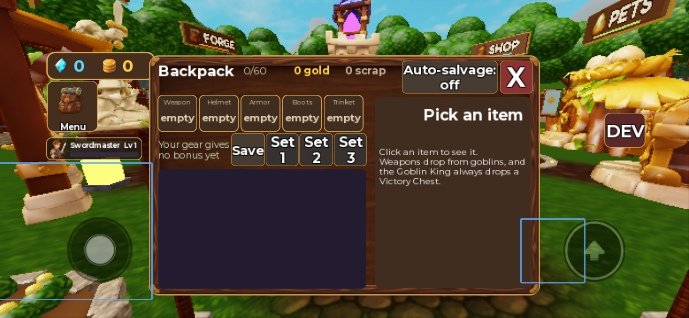 FORGE
SHOP
PETS
0 0
Menu
Swordmaster Lv1
Backpack 0/60 0 gold 0 scrap
Auto-salvage: off
X
Weapon Helmet Armor Boots Trinket
empty empty empty empty empty
Your gear gives
no bonus yet
Save
Set 1
Set 2
Set 3
Pick an item
Click an item to see it.
Weapons drop from goblins, and
the Goblin King always drops a
Victory Chest.
DEV